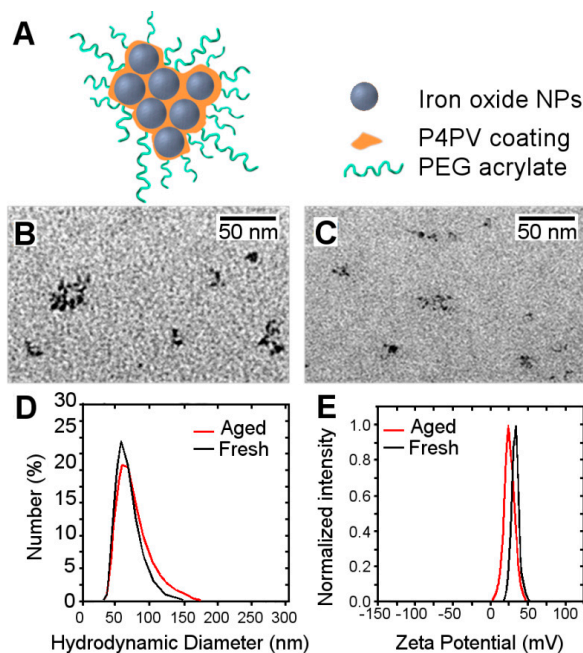 A
Iron oxide NPs
P4PV coating
PEG acrylate
B
50 nm
C
50 nm
D
30
25
20
15
10
5
0
Aged
Fresh
Number (%)
0 50 100 150 200 250 300
Hydrodynamic Diameter (nm)
E
1.0
0.8
0.6
0.4
0.2
0.0
Aged
Fresh
Normalized intensity
-150 -100 -50 0 50 100
Zeta Potential (mV)